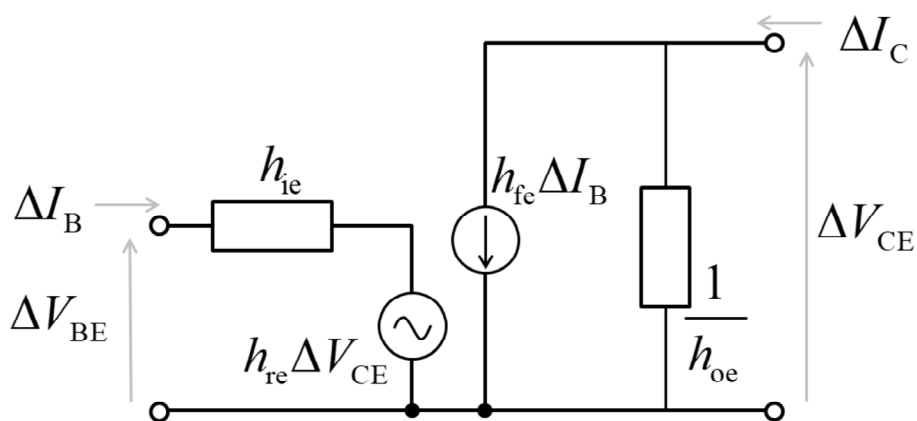 ΔI_C
h_ie
h_fe ΔI_B
ΔI_B
ΔV_CE
ΔV_BE
h_re ΔV_CE
1/h_oe